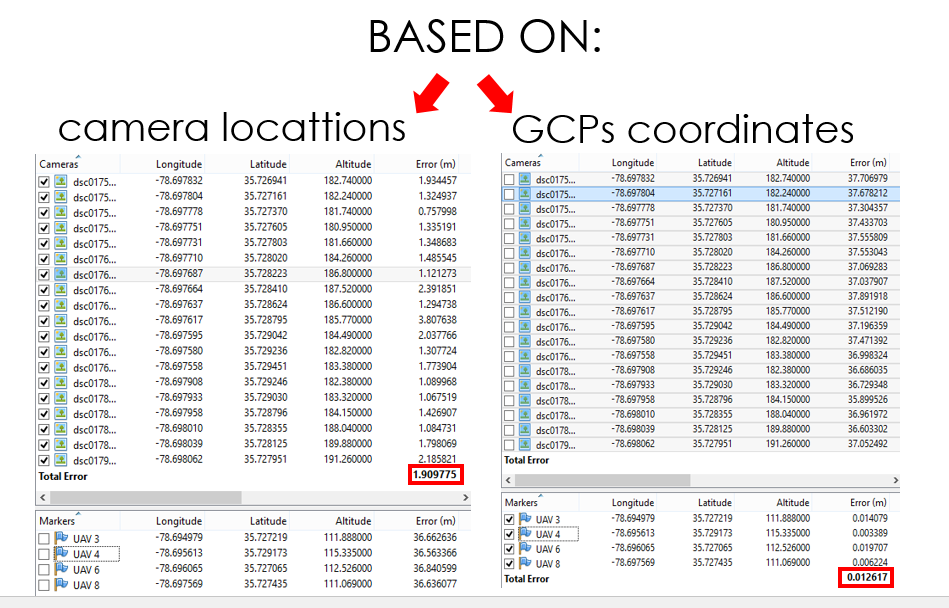 BASED ON:
camera locattions
Cameras Longitude Latitude Altitude Error (m)
dsc0175... -78.697832 35.726941 182.740000 1.934457
dsc0175... -78.697804 35.727161 182.240000 1.324937
dsc0175... -78.697778 35.727370 181.740000 0.757998
dsc0175... -78.697751 35.727605 180.950000 1.335191
dsc0175... -78.697731 35.727803 181.660000 1.348683
dsc0176... -78.697710 35.728020 184.260000 1.485545
dsc0176... -78.697687 35.728223 186.800000 1.121273
dsc0176... -78.697664 35.728410 187.520000 2.391851
dsc0176... -78.697637 35.728624 186.600000 1.294738
dsc0176... -78.697617 35.728795 185.770000 3.807638
dsc0176... -78.697595 35.729042 184.490000 2.037766
dsc0176... -78.697580 35.729236 182.820000 1.307724
dsc0176... -78.697558 35.729451 183.380000 1.773904
dsc0178... -78.697908 35.729246 182.380000 1.089968
dsc0178... -78.697933 35.729030 183.320000 1.067519
dsc0178... -78.697958 35.728796 184.150000 1.426907
dsc0178... -78.698010 35.728355 188.040000 1.084731
dsc0178... -78.698039 35.728125 189.880000 1.798069
dsc0179... -78.698062 35.727951 191.260000 2.185821
Total Error 1.909775
Markers Longitude Latitude Altitude Error (m)
UAV 3 -78.694979 35.727219 111.888000 36.662636
UAV 4 -78.695613 35.729173 115.335000 36.563366
UAV 6 -78.696065 35.727065 112.526000 36.840599
UAV 8 -78.697569 35.727435 111.069000 36.636077
GCPs coordinates
Cameras Longitude Latitude Altitude Error (m)
dsc0175... -78.697832 35.726941 182.740000 37.706979
dsc0175... -78.697804 35.727161 182.240000 37.678212
dsc0175... -78.697778 35.727370 181.740000 37.304357
dsc0175... -78.697751 35.727605 180.950000 37.433703
dsc0175... -78.697731 35.727803 181.660000 37.555809
dsc0176... -78.697710 35.728020 184.260000 37.553043
dsc0176... -78.697687 35.728223 186.800000 37.069283
dsc0176... -78.697664 35.728410 187.520000 37.037907
dsc0176... -78.697637 35.728624 186.600000 37.891918
dsc0176... -78.697617 35.728795 185.770000 37.512190
dsc0176... -78.697595 35.729042 184.490000 37.196359
dsc0176... -78.697580 35.729236 182.820000 37.471392
dsc0176... -78.697558 35.729451 183.380000 36.998324
dsc0178... -78.697908 35.729246 182.380000 36.686035
dsc0178... -78.697933 35.729030 183.320000 36.729348
dsc0178... -78.697958 35.728796 184.150000 35.899526
dsc0178... -78.698010 35.728355 188.040000 36.961972
dsc0178... -78.698039 35.728125 189.880000 36.603302
dsc0179... -78.698062 35.727951 191.260000 37.052492
Total Error
Markers Longitude Latitude Altitude Error (m)
UAV 3 -78.694979 35.727219 111.888000 0.014079
UAV 4 -78.695613 35.729173 115.335000 0.003389
UAV 6 -78.696065 35.727065 112.526000 0.019707
UAV 8 -78.697569 35.727435 111.069000 0.006224
Total Error 0.012617